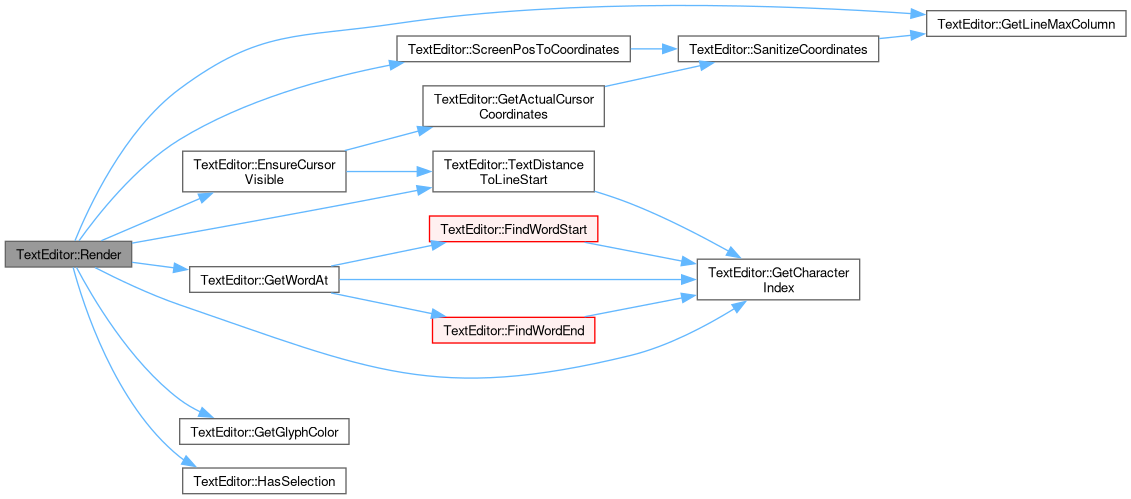 TextEditor::GetLineMaxColumn
TextEditor::ScreenPosToCoordinates
TextEditor::SanitizeCoordinates
TextEditor::GetActualCursor
Coordinates
TextEditor::EnsureCursor
Visible
TextEditor::TextDistance
ToLineStart
TextEditor::FindWordStart
TextEditor::Render
TextEditor::GetWordAt
TextEditor::GetCharacter
Index
TextEditor::FindWordEnd
TextEditor::GetGlyphColor
TextEditor::HasSelection